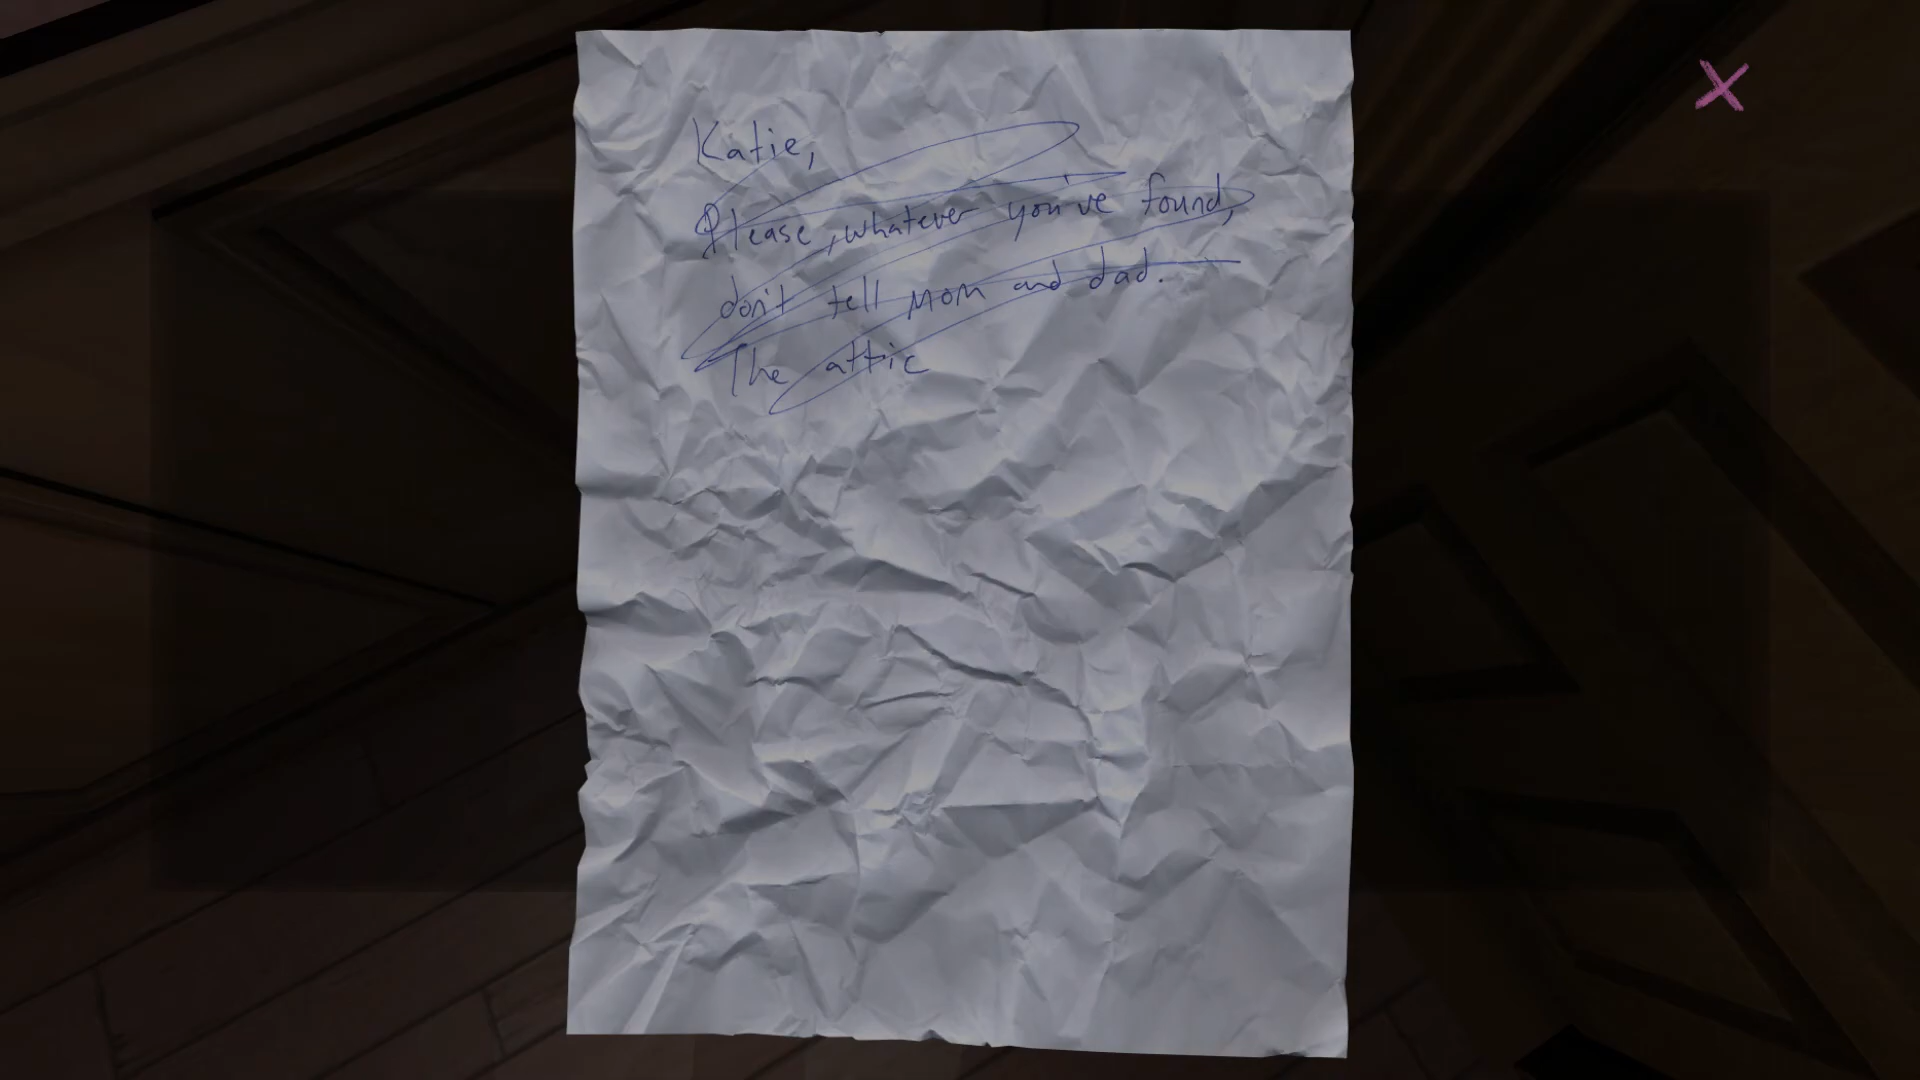 Katie,
Please, whatever you've found,
don't tell Mom and dad.
The attic